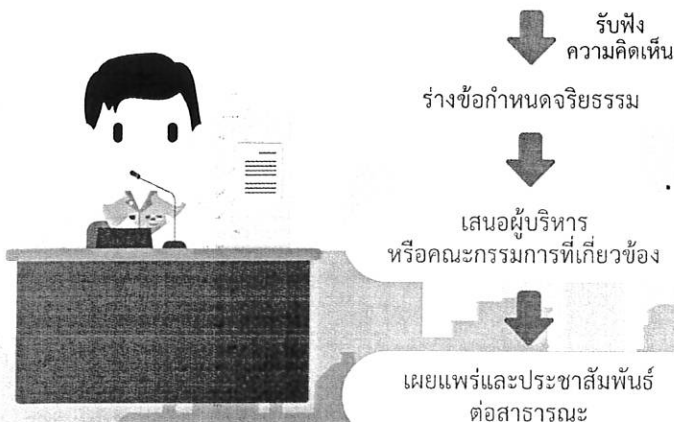 รับฟัง
ความคิดเห็น
ร่างข้อกำหนดจริยธรรม
เสนอผู้บริหาร
หรือคณะกรรมการที่เกี่ยวข้อง
เผยแพร่และประชาสัมพันธ์
ต่อสาธารณะ